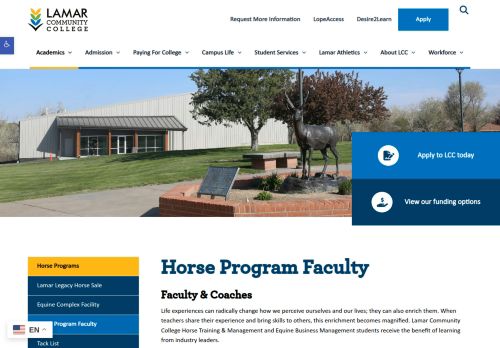 LAMAR
COMMUNITY
COLLEGE
Request More Information
LopeAccess
Desire2Learn
Apply
Academics
Admission
Paying For College
Campus Life
Student Services
Lamar Athletics
About LCC
Workforce
Apply to LCC today
View our funding options
Horse Programs
Lamar Legacy Horse Sale
Equine Complex Facility
Program Faculty
Tack List
EN
Horse Program Faculty
Faculty & Coaches
Life experiences can radically change how we perceive ourselves and our lives; they can also enrich them. When
teachers share their experience and bring skills to others, this enrichment becomes magnified. Lamar Community
College Horse Training & Management and Equine Business Management students receive the benefit of learning
from industry leaders.